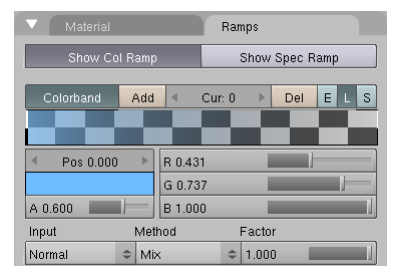 Material Ramps
Show Col Ramp Show Spec Ramp
Colorband Add Cur: 0 Del E L S
Pos 0.000 R 0.431
G 0.737
A 0.600 B 1.000
Input Method Factor
Normal Mix 1.000